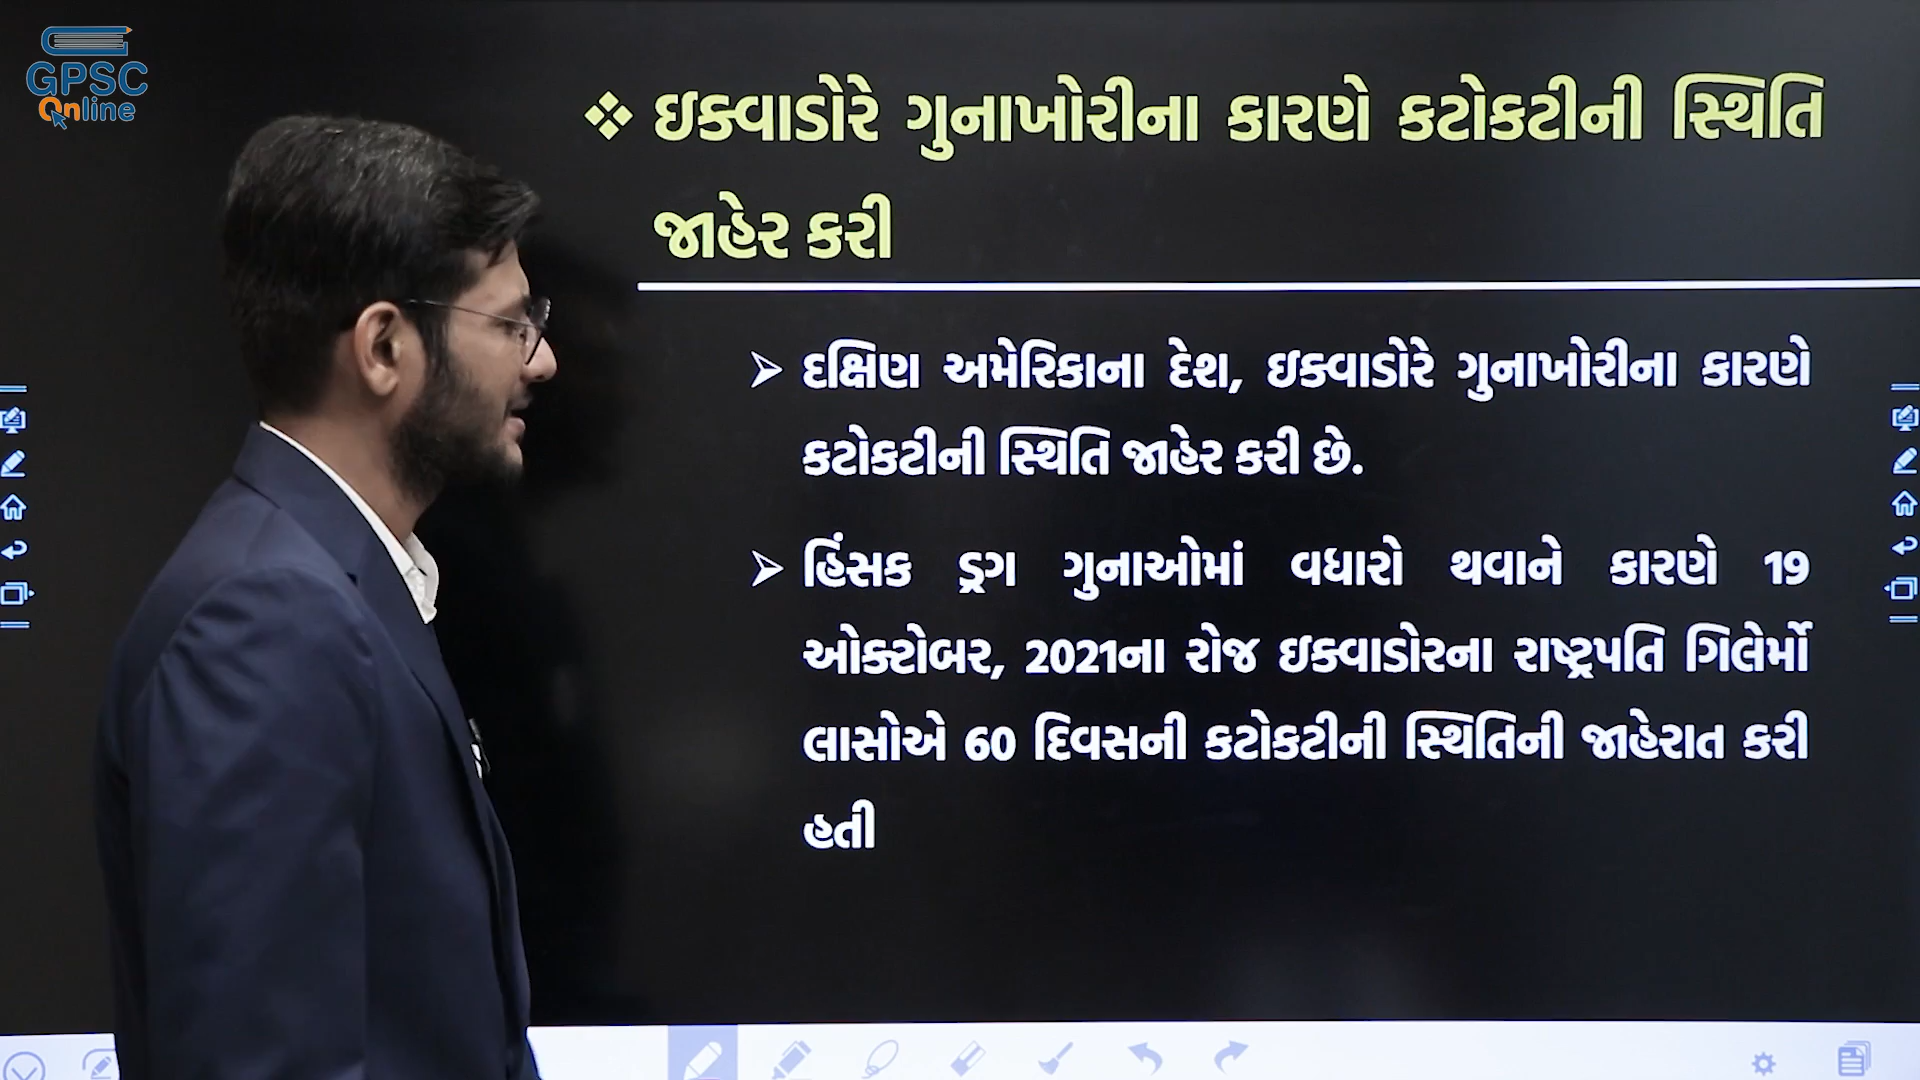 GPSC
Online
❖ ઇક્વાડોરે ગુનાખોરીના કારણે કટોકટીની સ્થિતિ
જાહેર કરી
➢ દક્ષિણ અમેરિકાના દેશ, ઇક્વાડોરે ગુનાખોરીના કારણે
કટોકટીની સ્થિતિ જાહેર કરી છે.
➢ હિંસક ડ્રગ ગુનાઓમાં વધારો થવાને કારણે 19
ઓક્ટોબર, 2021ના રોજ ઇક્વાડોરના રાષ્ટ્રપતિ ગિલેર્મો
લાસોએ 60 દિવસની કટોકટીની સ્થિતિની જાહેરાત કરી
હતી